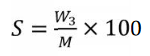 S = W₃/M × 100